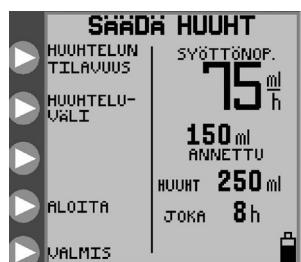 SÄÄDÄ HUUHT
HUUHTELUN
TILAVUUS
HUUHTELU-
VÄLI
ALOITA
VALMIS
SYÖTTÖNOP.
75 ml/h
150 ml
ANNETTU
HUUHT 250 ml
JOKA 8 h